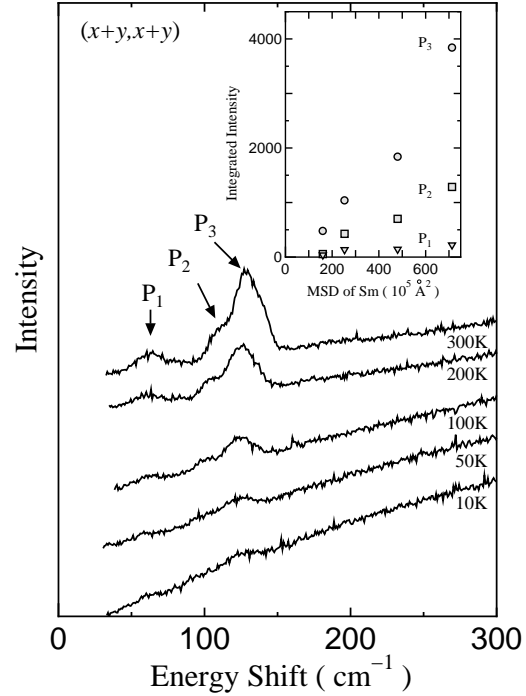 (x+y,x+y)
4000
2000
0
Integrated Intensity
P3
P2
P1
0 200 400 600
MSD of Sm ( 10^5 Å^2 )
P3
P2
P1
Intensity
300K
200K
100K
50K
10K
0 100 200 300
Energy Shift ( cm^−1 )